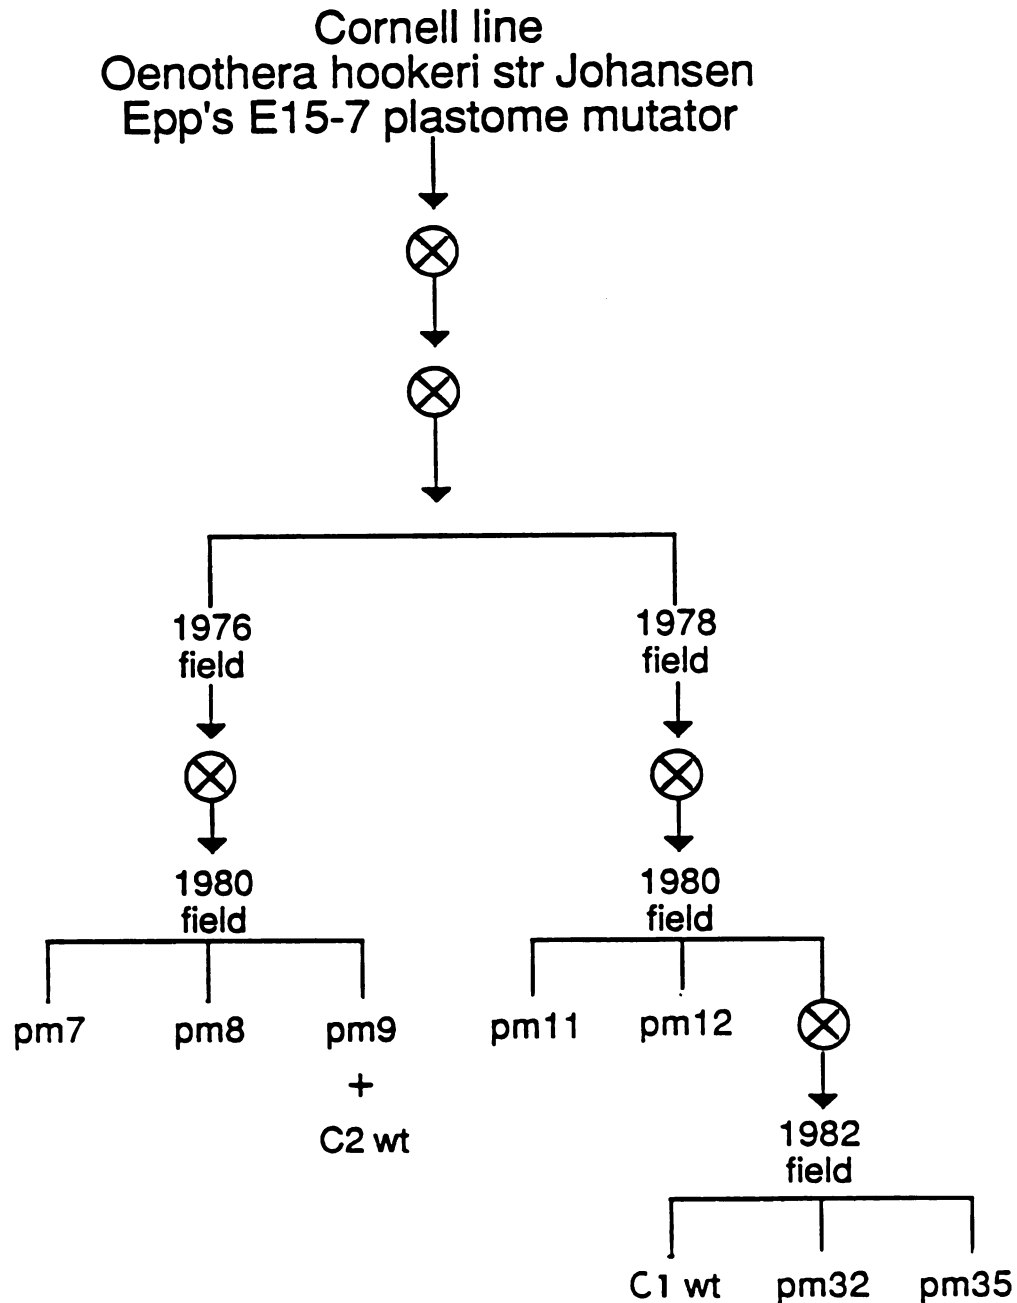 Cornell line
Oenothera hookeri str Johansen
Epp's E15-7 plastome mutator
1976
field
1978
field
1980
field
1980
field
pm7
pm8
pm9
+
C2 wt
pm11
pm12
1982
field
C1 wt
pm32
pm35